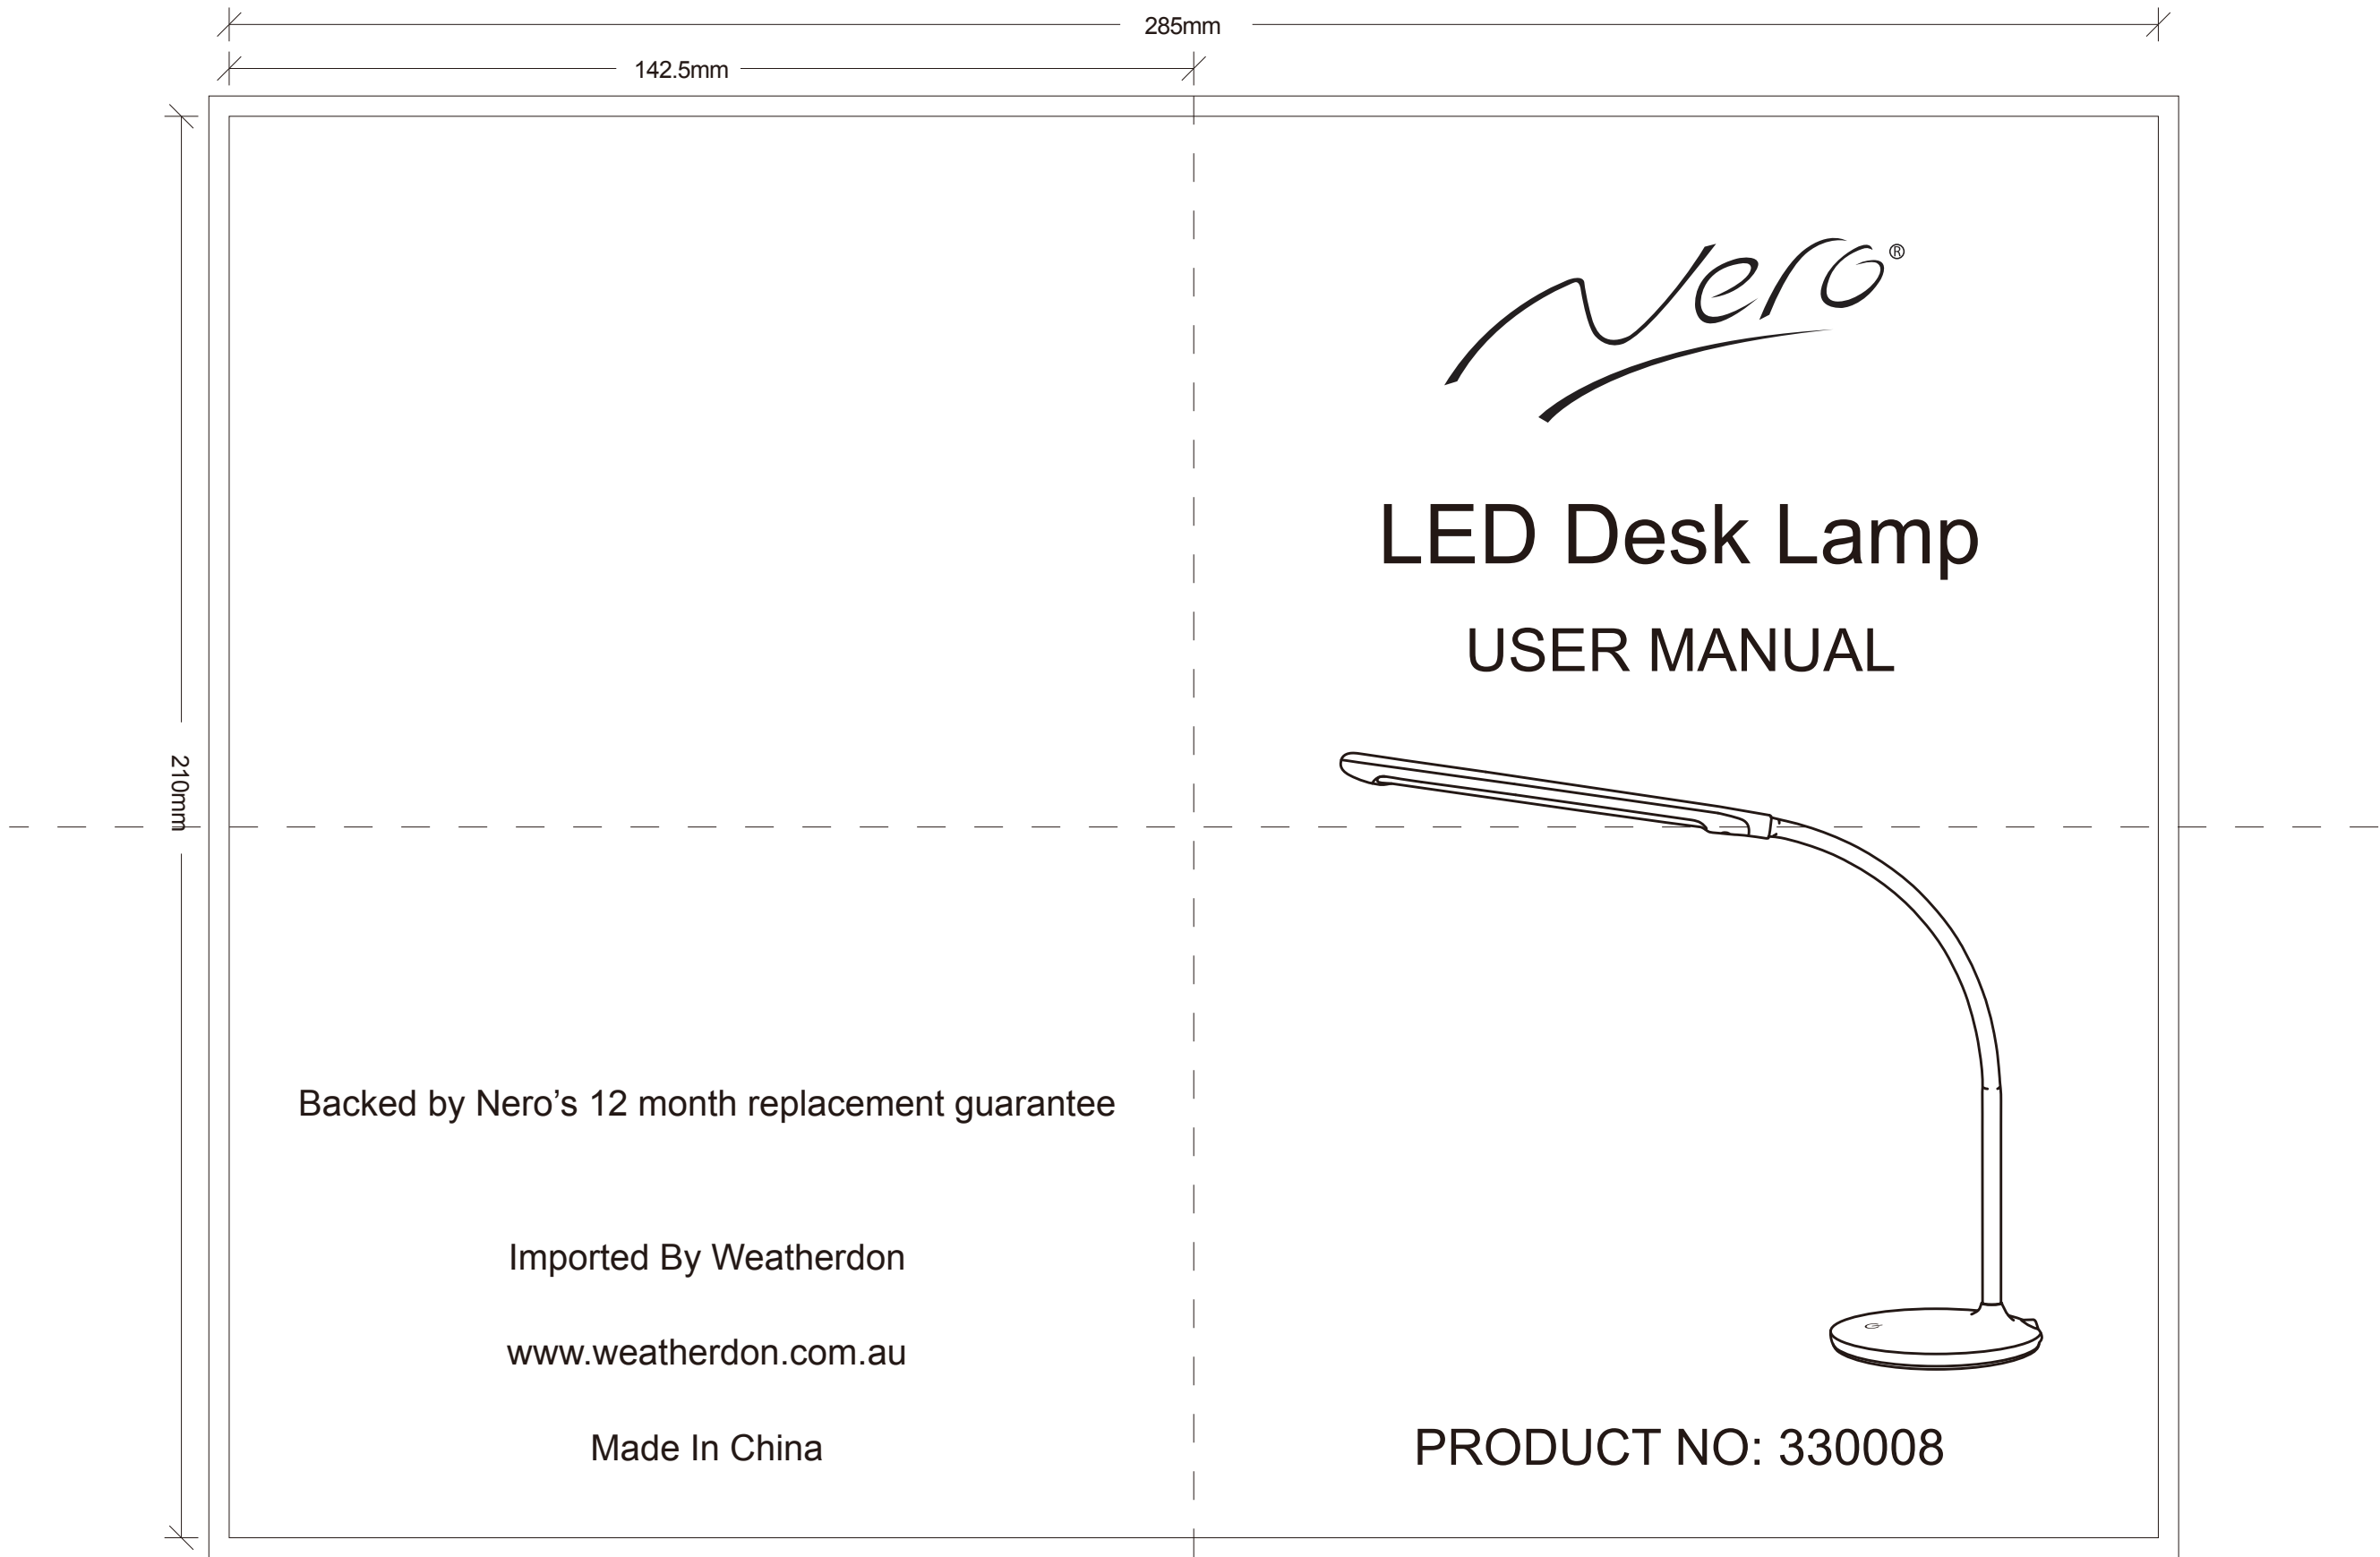 285mm
142.5mm
210mm
Nero®
LED Desk Lamp
USER MANUAL
Backed by Nero’s 12 month replacement guarantee
Imported By Weatherdon
www.weatherdon.com.au
Made In China
PRODUCT NO: 330008